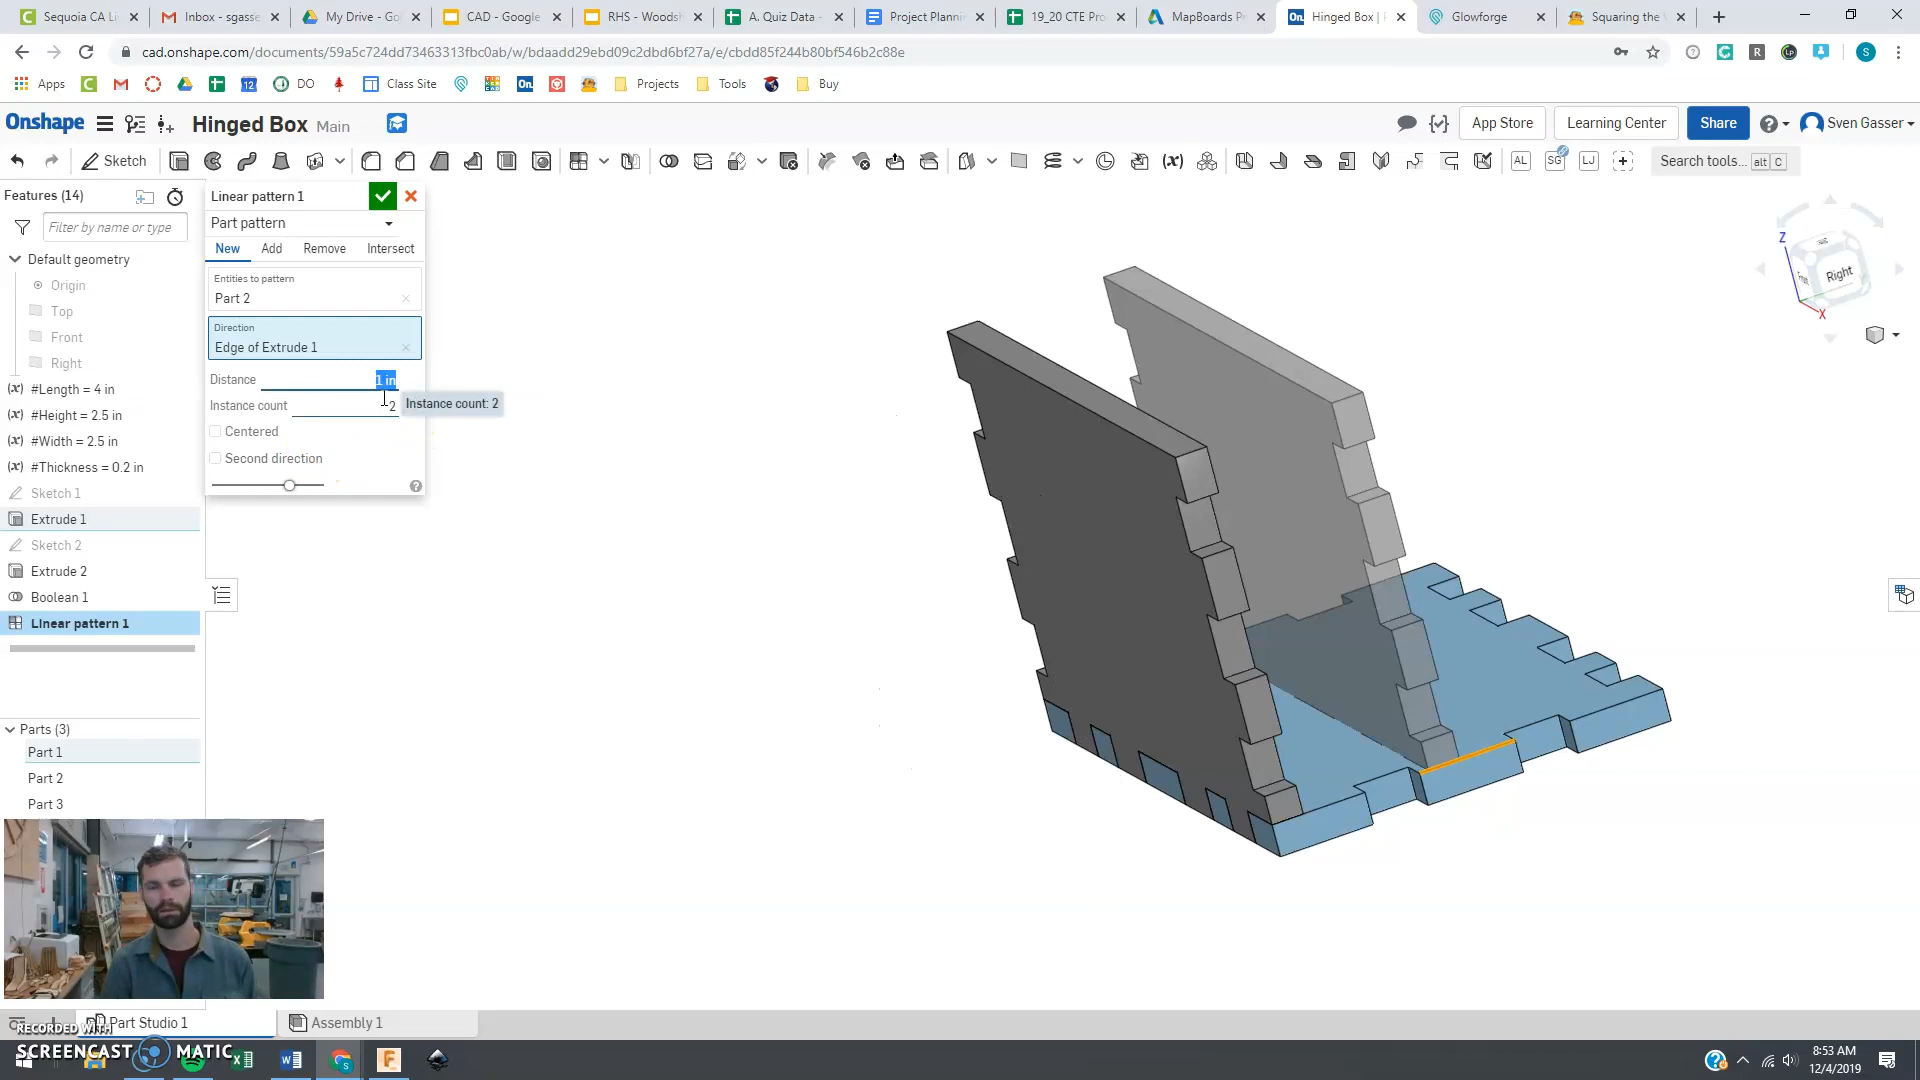 Sequoia CA Li
Inbox - sgasse
My Drive - Go
CAD - Google
RHS - Woodsh
A. Quiz Data -
Project Plannin
19_20 CTE Pro
MapBoards P
Hinged Box |
Glowforge
Squaring the
cad.onshape.com/documents/59a5c724dd73463313fbc0ab/w/bdaadd29ebd09c2dbd6bf27a/e/cbdd85f244b80bf546b2c88e
Apps
DO
Class Site
Projects
Tools
Buy
Onshape
Hinged Box Main
App Store
Learning Center
Share
Sven Gasser
Sketch
AL
SG
LJ
Search tools... alt C
Features (14)
Filter by name or type
Default geometry
Origin
Top
Front
Right
(x) #Length = 4 in
(x) #Height = 2.5 in
(x) #Width = 2.5 in
(x) #Thickness = 0.2 in
Sketch 1
Extrude 1
Sketch 2
Extrude 2
Boolean 1
Linear pattern 1
Parts (3)
Part 1
Part 2
Part 3
Linear pattern 1
Part pattern
New Add Remove Intersect
Entities to pattern
Part 2
Direction
Edge of Extrude 1
Distance 1 in
Instance count 2
Instance count: 2
Centered
Second direction
Z
Front
Right
X
Part Studio 1
Assembly 1
RECORDED WITH
SCREENCAST MATIC
8:53 AM
12/4/2019